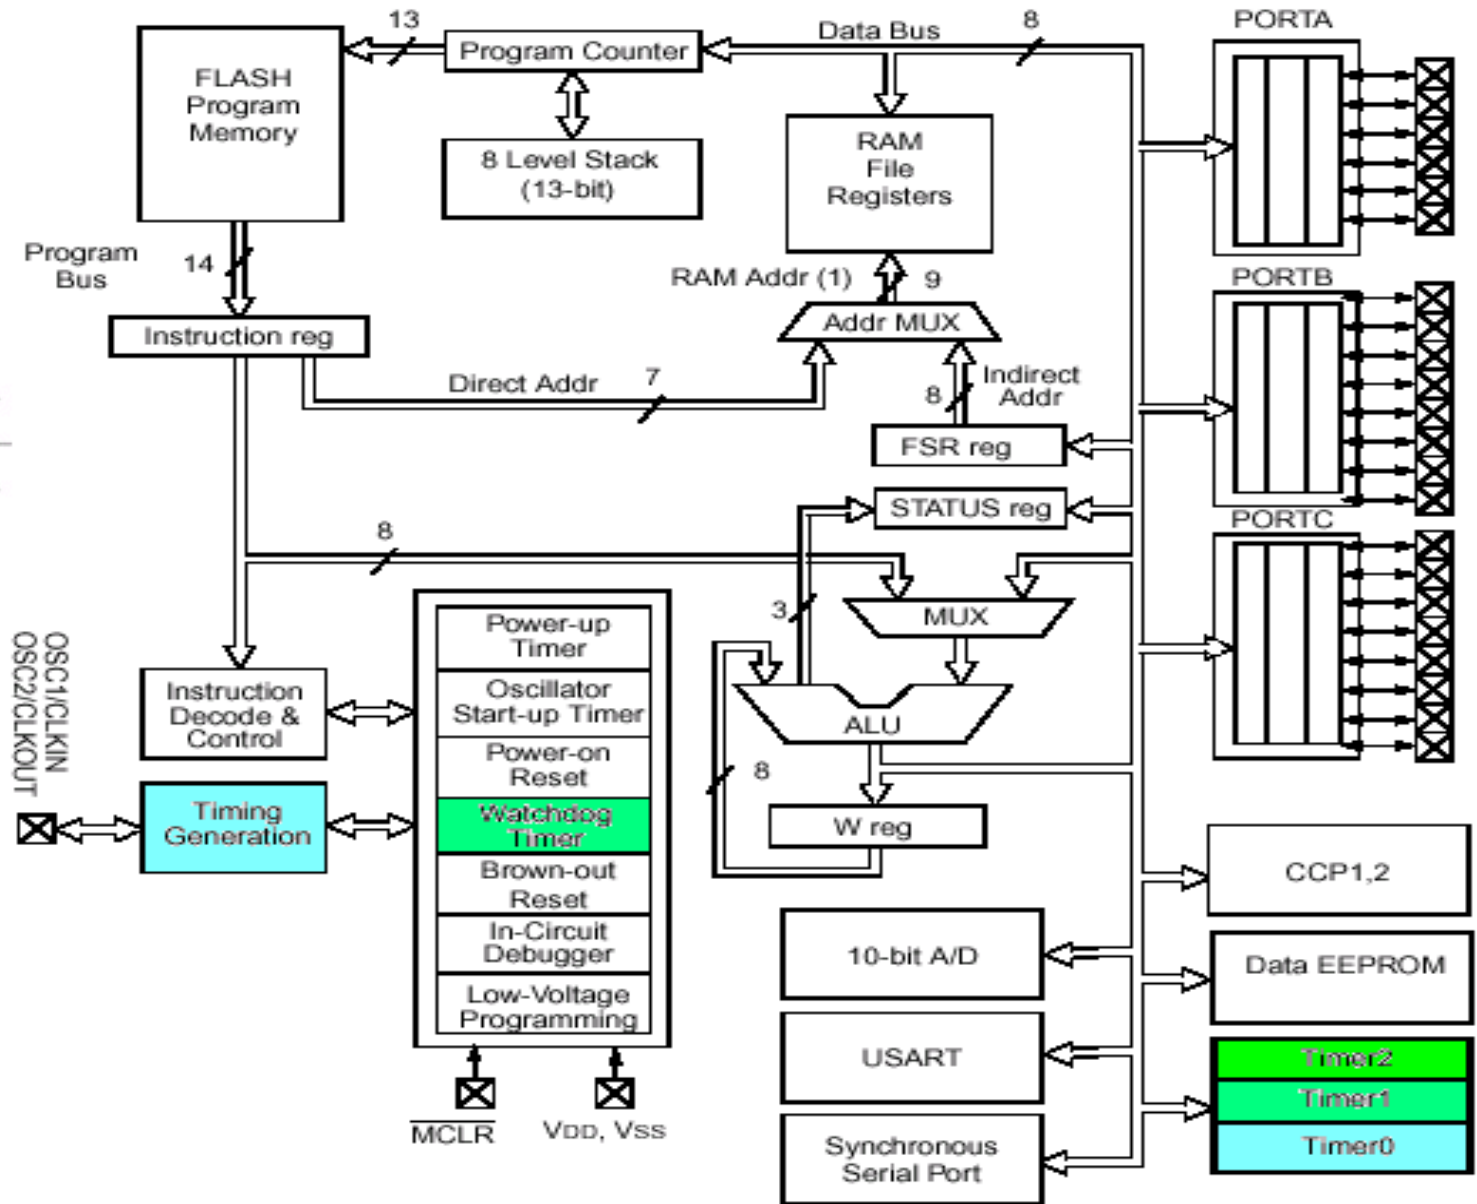 13
Data Bus
8
PORTA
Program Counter
FLASH
Program
Memory
8 Level Stack
(13-bit)
RAM
File
Registers
Program
Bus
14
RAM Addr (1)
9
PORTB
Instruction reg
Addr MUX
Direct Addr
7
Indirect
Addr
8
FSR reg
STATUS reg
PORTC
8
3
MUX
Power-up
Timer
OSC1/CLKIN
OSC2/CLKOUT
Instruction
Decode &
Control
Oscillator
Start-up Timer
ALU
Power-on
Reset
8
Timing
Generation
Watchdog
Timer
W reg
Brown-out
Reset
CCP1,2
In-Circuit
Debugger
10-bit A/D
Data EEPROM
Low-Voltage
Programming
USART
Timer2
Timer1
Timer0
MCLR
VDD, VSS
Synchronous
Serial Port